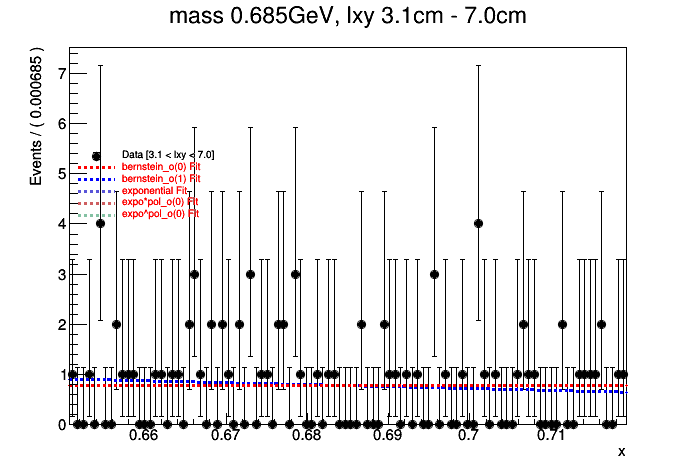 mass 0.685GeV, lxy 3.1cm - 7.0cm
Events / ( 0.000685 )
7
6
5
4
3
2
1
0
Data [3.1 < lxy < 7.0]
bernstein_o(0) Fit
bernstein_o(1) Fit
exponential Fit
expo*pol_o(0) Fit
expo^pol_o(0) Fit
0.66 0.67 0.68 0.69 0.7 0.71
x